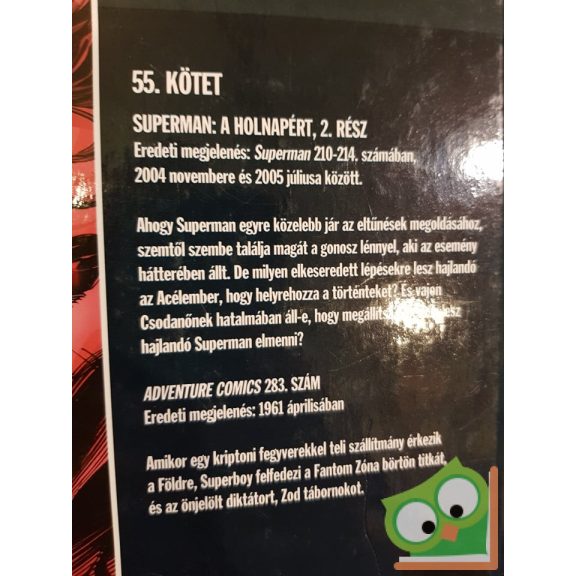 55. KÖTET
SUPERMAN: A HOLNAPÉRT, 2. RÉSZ
Eredeti megjelenés: Superman 210-214. számában,
2004 novembere és 2005 júliusa között.
Ahogy Superman egyre közelebb jár az eltűnések megoldásához,
szemtől szembe találja magát a gonosz lénnyel, aki az esemény
hátterében állt. De milyen elkeseredett lépésekre lesz hajlandó
az Acélember, hogy helyrehozza a történteket? És vajon
Csodanőnek hatalmában áll-e, hogy
hajlandó Superman elmenni?
ADVENTURE COMICS 283. SZÁM
Eredeti megjelenés: 1961 áprilisában
Amikor egy kriptoni fegyverekkel teli szállítmány érkezik
a Földre, Superboy felfedezi a Fantom Zóna börtön titkát,
és az önjelölt diktátort, Zod tábornokot.